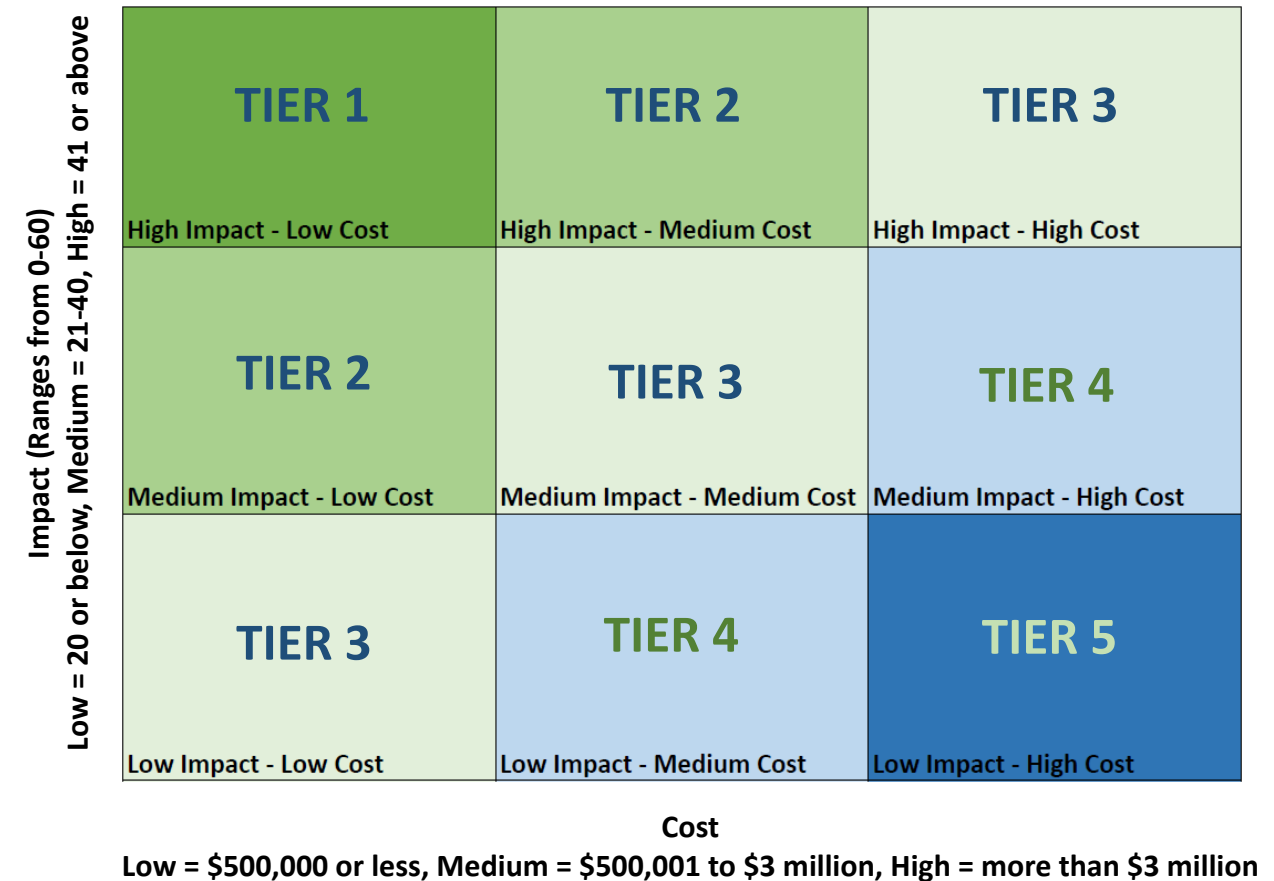 Impact (Ranges from 0-60)
Low = 20 or below, Medium = 21-40, High = 41 or above
TIER 1
High Impact - Low Cost
TIER 2
High Impact - Medium Cost
TIER 3
High Impact - High Cost
TIER 2
Medium Impact - Low Cost
TIER 3
Medium Impact - Medium Cost
TIER 4
Medium Impact - High Cost
TIER 3
Low Impact - Low Cost
TIER 4
Low Impact - Medium Cost
TIER 5
Low Impact - High Cost
Cost
Low = $500,000 or less, Medium = $500,001 to $3 million, High = more than $3 million